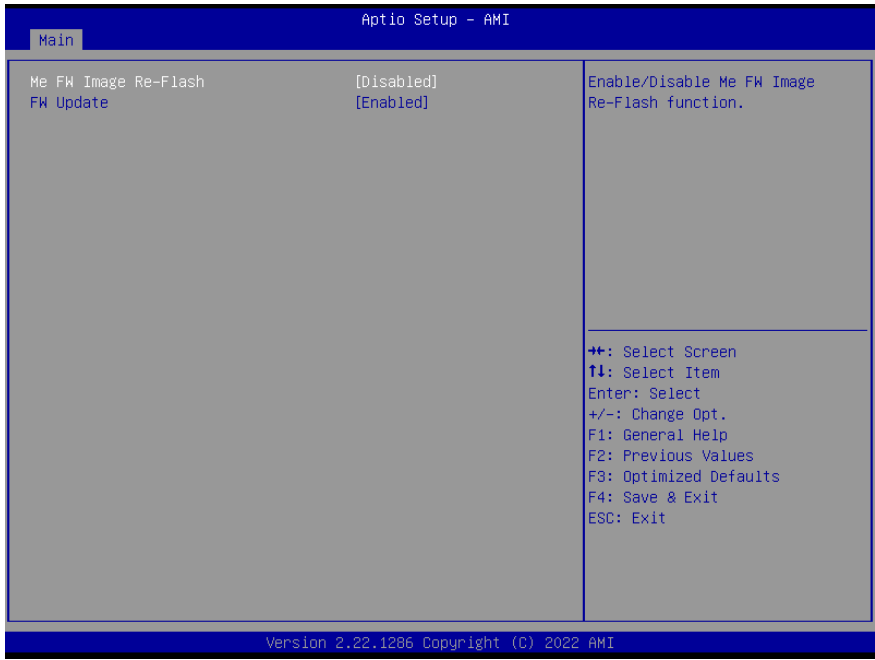 Aptio Setup – AMI
Main
Me FW Image Re–Flash [Disabled]
FW Update [Enabled]
Enable/Disable Me FW Image
Re–Flash function.
→←: Select Screen
↑↓: Select Item
Enter: Select
+/–: Change Opt.
F1: General Help
F2: Previous Values
F3: Optimized Defaults
F4: Save & Exit
ESC: Exit
Version 2.22.1286 Copyright (C) 2022 AMI